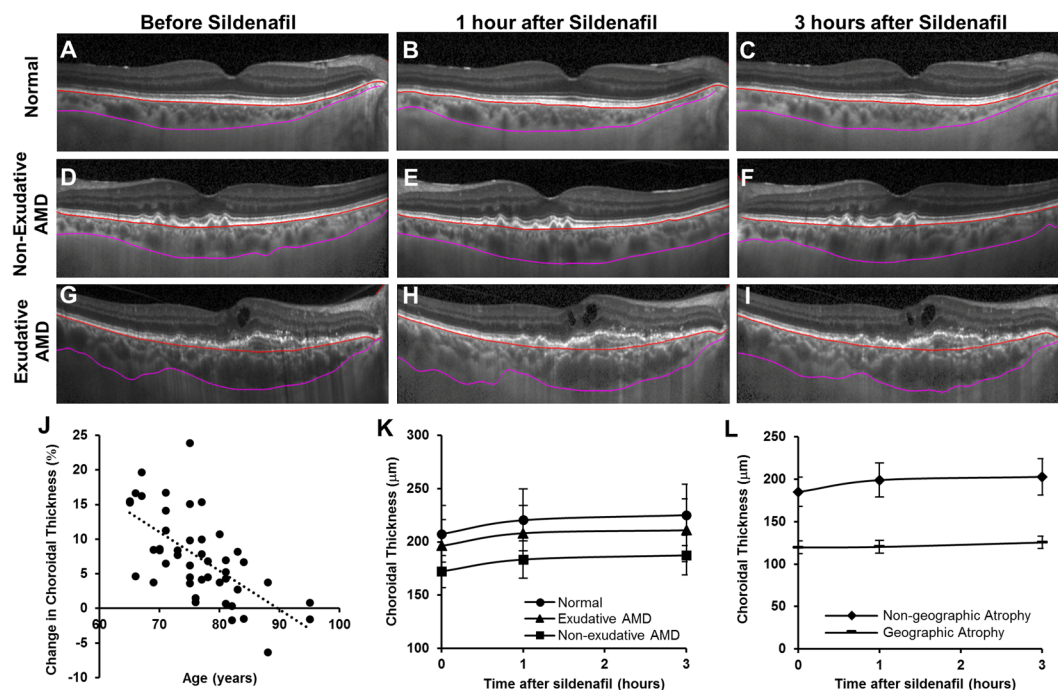 Before Sildenafil
1 hour after Sildenafil
3 hours after Sildenafil
Normal
A
B
C
Non-Exudative
AMD
D
E
F
Exudative
AMD
G
H
I
J
Change in Choroidal Thickness (%)
25
20
15
10
5
0
-5
-10
60
70
80
90
100
Age (years)
K
Choroidal Thickness (μm)
300
250
200
150
100
Normal
Exudative AMD
Non-exudative AMD
0
1
2
3
Time after sildenafil (hours)
L
Choroidal Thickness (μm)
250
200
150
100
50
0
Non-geographic Atrophy
Geographic Atrophy
0
1
2
3
Time after sildenafil (hours)